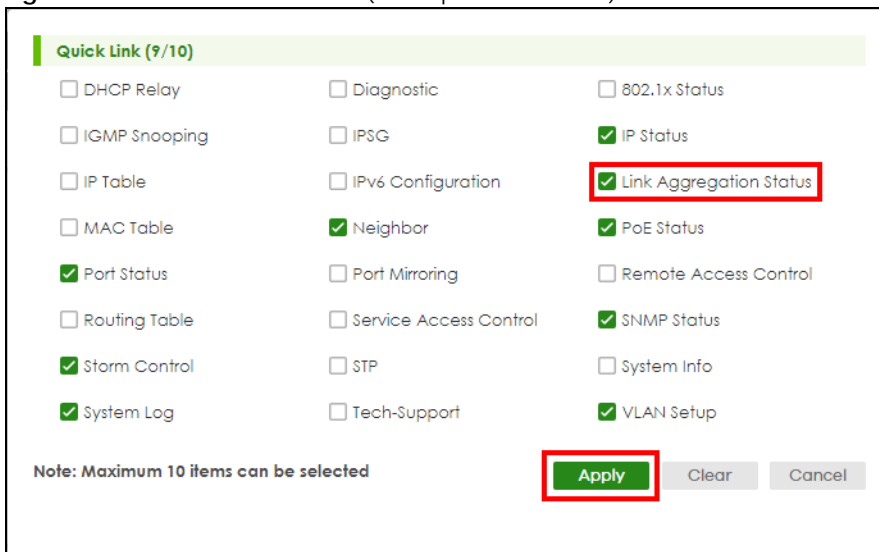 Quick Link (9/10)
DHCP Relay Diagnostic 802.1x Status
IGMP Snooping IPSG IP Status
IP Table IPv6 Configuration Link Aggregation Status
MAC Table Neighbor PoE Status
Port Status Port Mirroring Remote Access Control
Routing Table Service Access Control SNMP Status
Storm Control STP System Info
System Log Tech-Support VLAN Setup
Note: Maximum 10 items can be selected Apply Clear Cancel